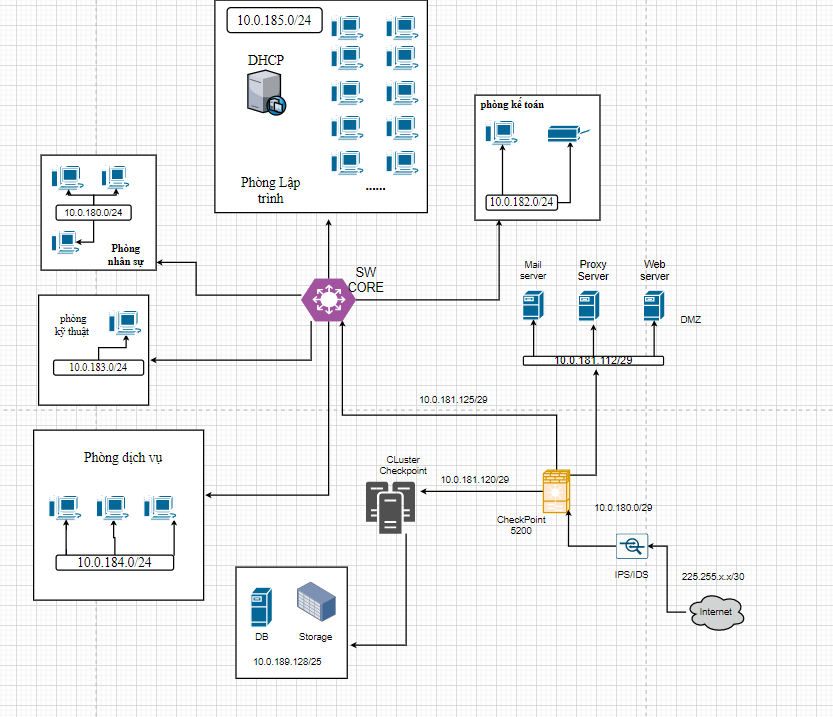 10.0.185.0/24
DHCP
Phòng Lập
trình
......
phòng kế toán
10.0.182.0/24
10.0.180.0/24
Phòng
nhân sự
SW
CORE
Mail
server
Proxy
Server
Web
server
DMZ
10.0.181.112/29
phòng
kỹ thuật
10.0.183.0/24
10.0.181.125/29
Phòng dịch vụ
10.0.184.0/24
CLuster
Checkpoint
10.0.181.120/29
CheckPoint
5200
10.0.180.0/29
IPS/IDS
225.255.x.x/30
Internet
DB
Storage
10.0.189.128/25